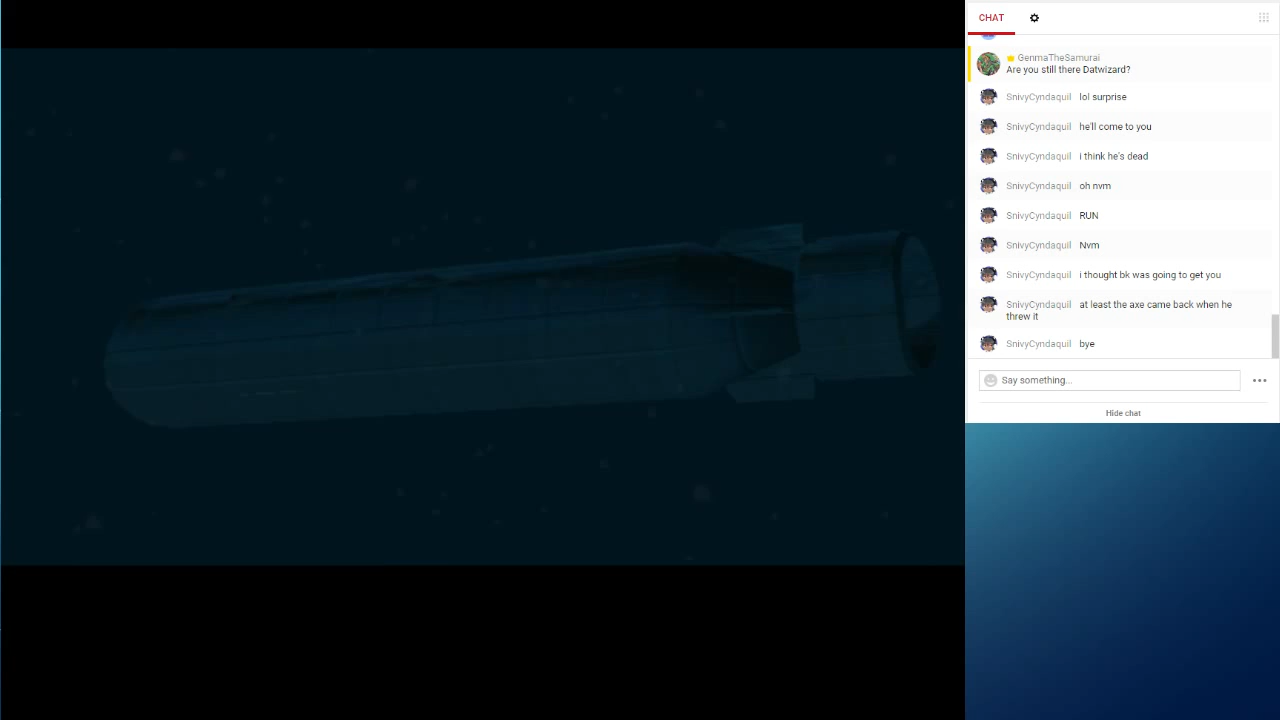 CHAT
GenmaTheSamurai
Are you still there Datwizard?
SnivyCyndaquil lol surprise
SnivyCyndaquil he'll come to you
SnivyCyndaquil i think he's dead
SnivyCyndaquil oh nvm
SnivyCyndaquil RUN
SnivyCyndaquil Nvm
SnivyCyndaquil i thought bk was going to get you
SnivyCyndaquil at least the axe came back when he
threw it
SnivyCyndaquil bye
Say something...
Hide chat